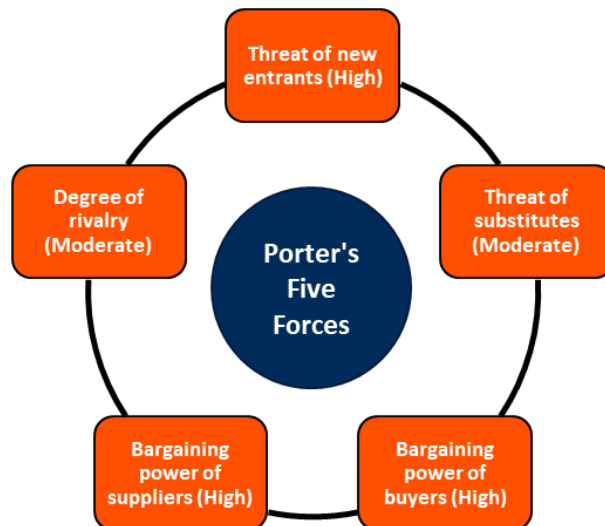 Threat of new
entrants (High)
Degree of
rivalry
(Moderate)
Threat of
substitutes
(Moderate)
Porter's
Five
Forces
Bargaining
power of
suppliers (High)
Bargaining
power of
buyers (High)